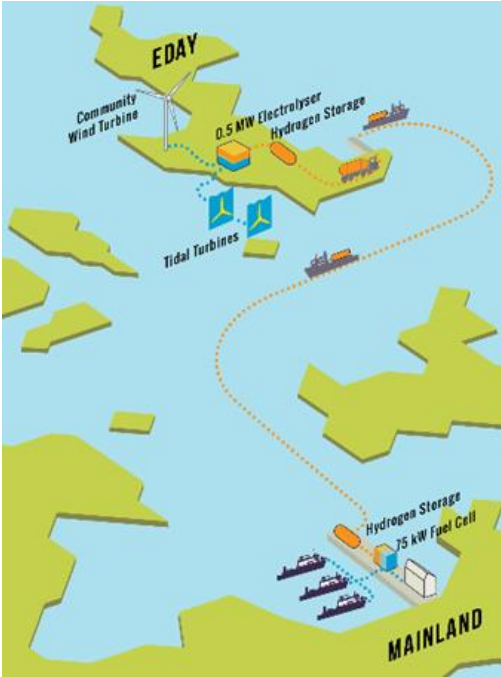 EDAY
Community
Wind Turbine
0.5 MW Electrolyser
Hydrogen Storage
Tidal Turbines
Hydrogen Storage
75 kW Fuel Cell
MAINLAND